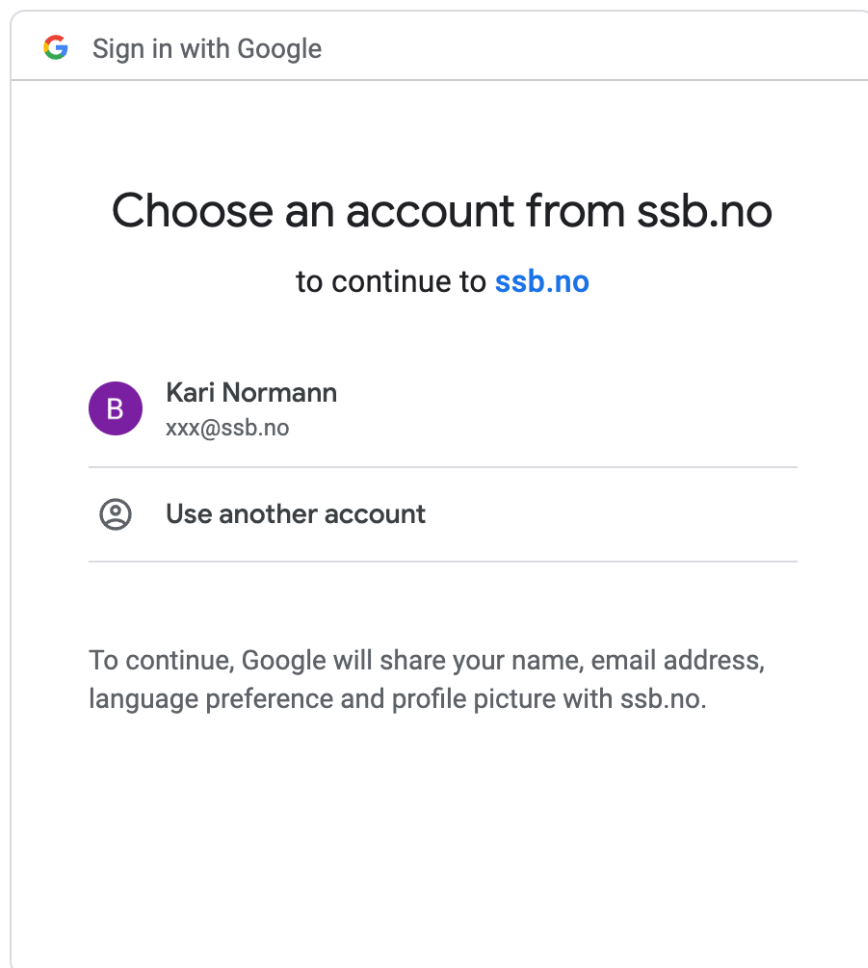 Sign in with Google
Choose an account from ssb.no
to continue to ssb.no
B
Kari Normann
xxx@ssb.no
Use another account
To continue, Google will share your name, email address,
language preference and profile picture with ssb.no.